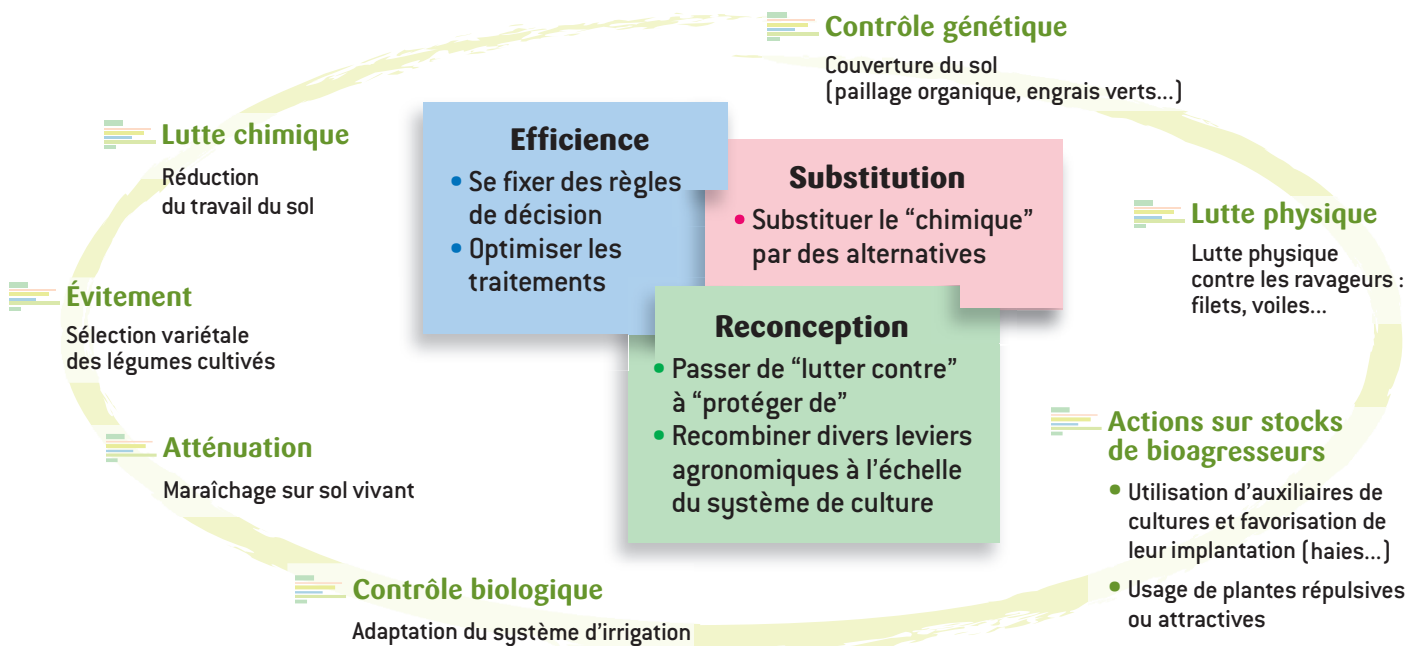 Contrôle génétique
Couverture du sol
(paillage organique, engrais verts...)
Lutte chimique
Réduction
du travail du sol
Efficience
• Se fixer des règles
de décision
• Optimiser les
traitements
Substitution
• Substituer le “chimique”
par des alternatives
Lutte physique
Lutte physique
contre les ravageurs :
filets, voiles...
Évitement
Sélection variétale
des légumes cultivés
Reconception
• Passer de “lutter contre”
à “protéger de”
• Recombiner divers leviers
agronomiques à l’échelle
du système de culture
Atténuation
Maraîchage sur sol vivant
Actions sur stocks
de bioagresseurs
• Utilisation d’auxiliaires de
cultures et favorisation de
leur implantation (haies...)
• Usage de plantes répulsives
ou attractives
Contrôle biologique
Adaptation du système d’irrigation